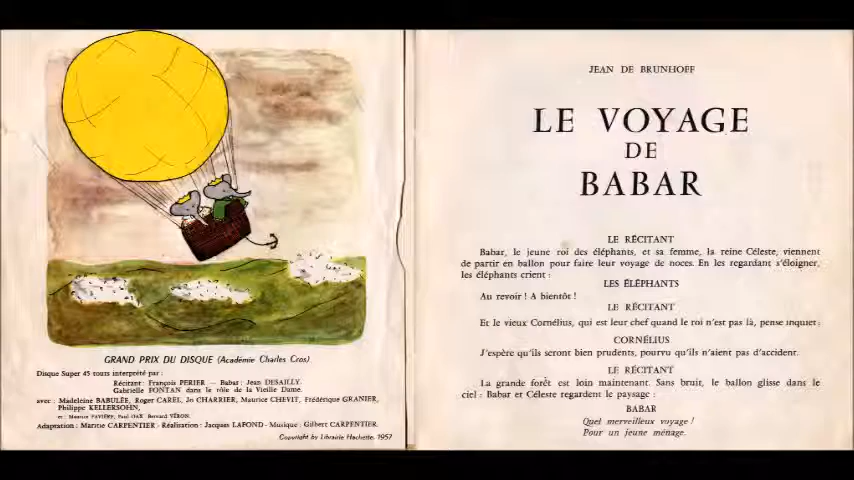 GRAND PRIX DU DISQUE (Académie Charles Cros)
Disque Super 45 tours interprété par :
Récitant : François PERIER — Babar : Jean DESAILLY.
Gabrielle FONTAN dans le rôle de la Vieille Dame.
avec : Madeleine BABULÉE, Roger CAREL, Jo CHARRIER, Maurice CHEVIT, Frédérique GRANIER,
Philippe KELLERSOHN,
et : Maurice FAVIÈRE, Paul DAX Bernard VÉRON.
Adaptation : Maritie CARPENTIER - Réalisation : Jacques LAFOND - Musique : Gilbert CARPENTIER.
Copyright by Librairie Hachette, 1957
JEAN DE BRUNHOFF
LE VOYAGE
DE
BABAR
LE RÉCITANT
Babar, le jeune roi des éléphants, et sa femme, la reine Céleste, viennent
de partir en ballon pour faire leur voyage de noces. En les regardant s'éloigner,
les éléphants crient :
LES ÉLÉPHANTS
Au revoir ! A bientôt !
LE RÉCITANT
Et le vieux Cornélius, qui est leur chef quand le roi n'est pas là, pense inquiet :
CORNÉLIUS
J'espère qu'ils seront bien prudents, pourvu qu'ils n'aient pas d'accident.
LE RÉCITANT
La grande forêt est loin maintenant. Sans bruit, le ballon glisse dans le
ciel : Babar et Céleste regardent le paysage :
BABAR
Quel merveilleux voyage !
Pour un jeune ménage.